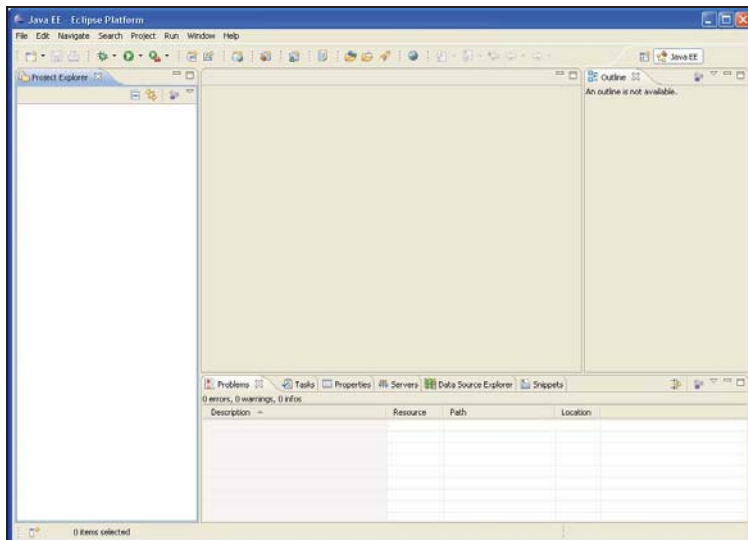 Java EE - Eclipse Platform
File Edit Navigate Search Project Run Window Help
Java EE
Project Explorer
Outline
An outline is not available.
Problems Tasks Properties Servers Data Source Explorer Snippets
0 errors, 0 warnings, 0 infos
Description Resource Path Location
0 items selected